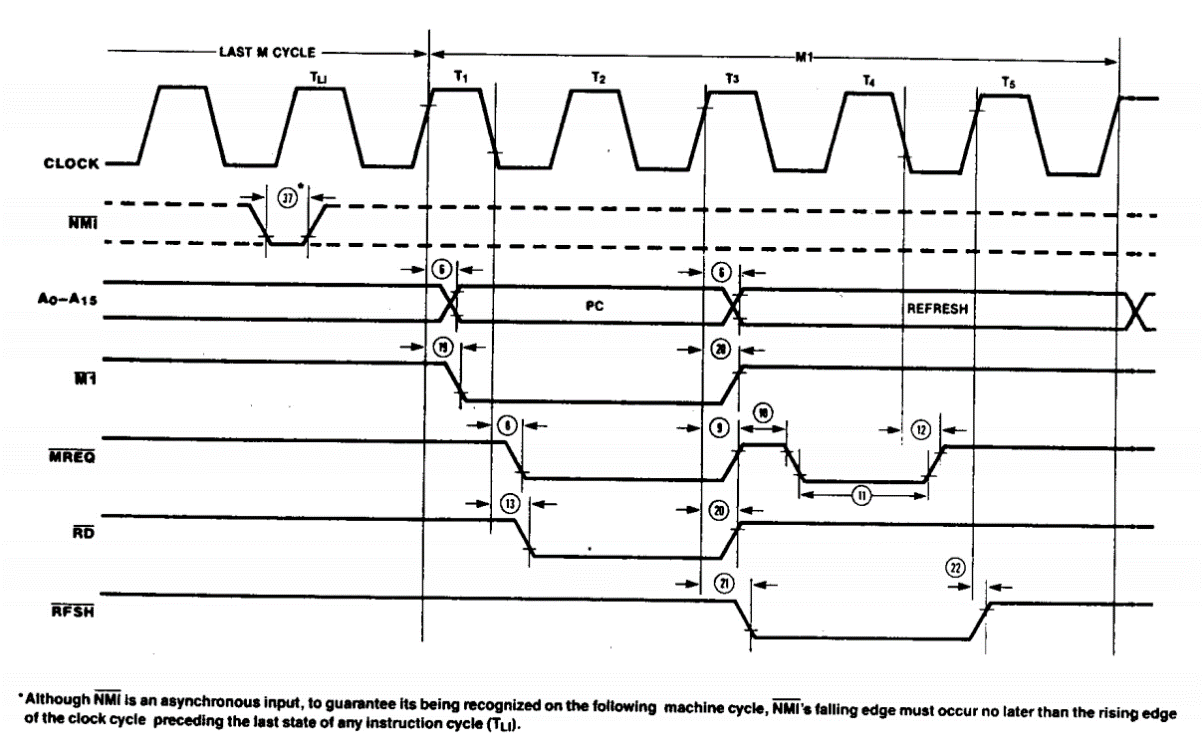 LAST M CYCLE
M1
TLI
T1
T2
T3
T4
T5
CLOCK
37*
NMI
6
6
A0–A15
PC
REFRESH
19
20
M1
8
9
10
12
MREQ
11
13
20
RD
21
22
RFSH
*Although NMI is an asynchronous input, to guarantee its being recognized on the following machine cycle, NMI's falling edge must occur no later than the rising edge
of the clock cycle preceding the last state of any instruction cycle (TLI).